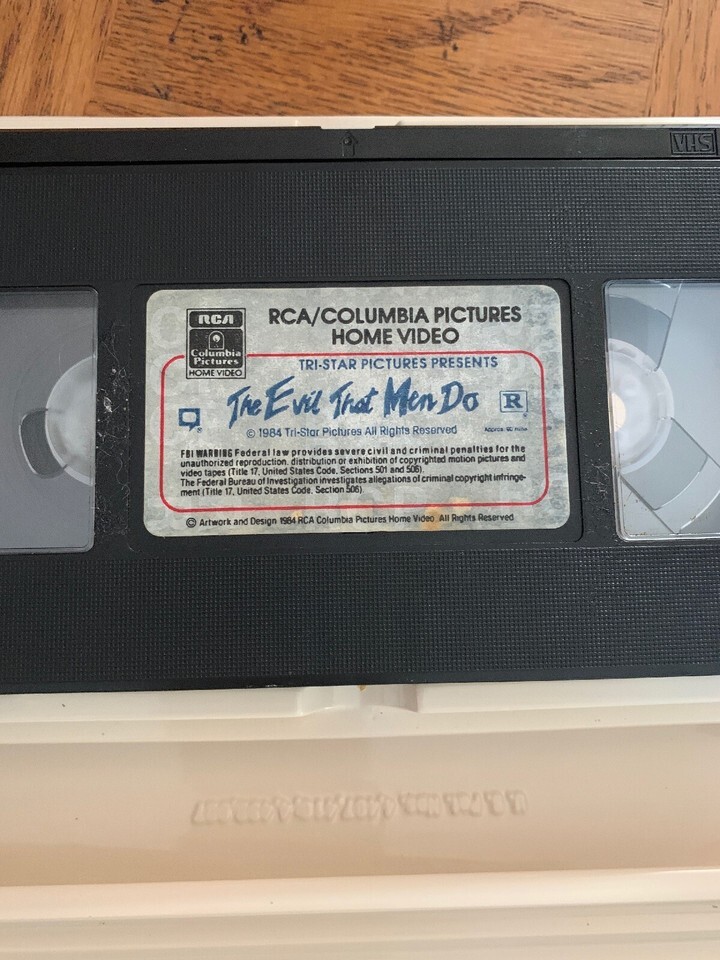 VHS
RCA/COLUMBIA PICTURES
HOME VIDEO
RCA
Columbia
Pictures
HOME VIDEO
TRI-STAR PICTURES PRESENTS
The Evil That Men Do
R
© 1984 Tri-Star Pictures All Rights Reserved
Approx. 90 mins
FBI WARNING Federal law provides severe civil and criminal penalties for the
unauthorized reproduction, distribution or exhibition of copyrighted motion pictures and
video tapes (Title 17, United States Code, Sections 501 and 506).
The Federal Bureau of Investigation investigates allegations of criminal copyright infringe-
ment (Title 17, United States Code, Section 506).
© Artwork and Design 1984 RCA Columbia Pictures Home Video. All Rights Reserved